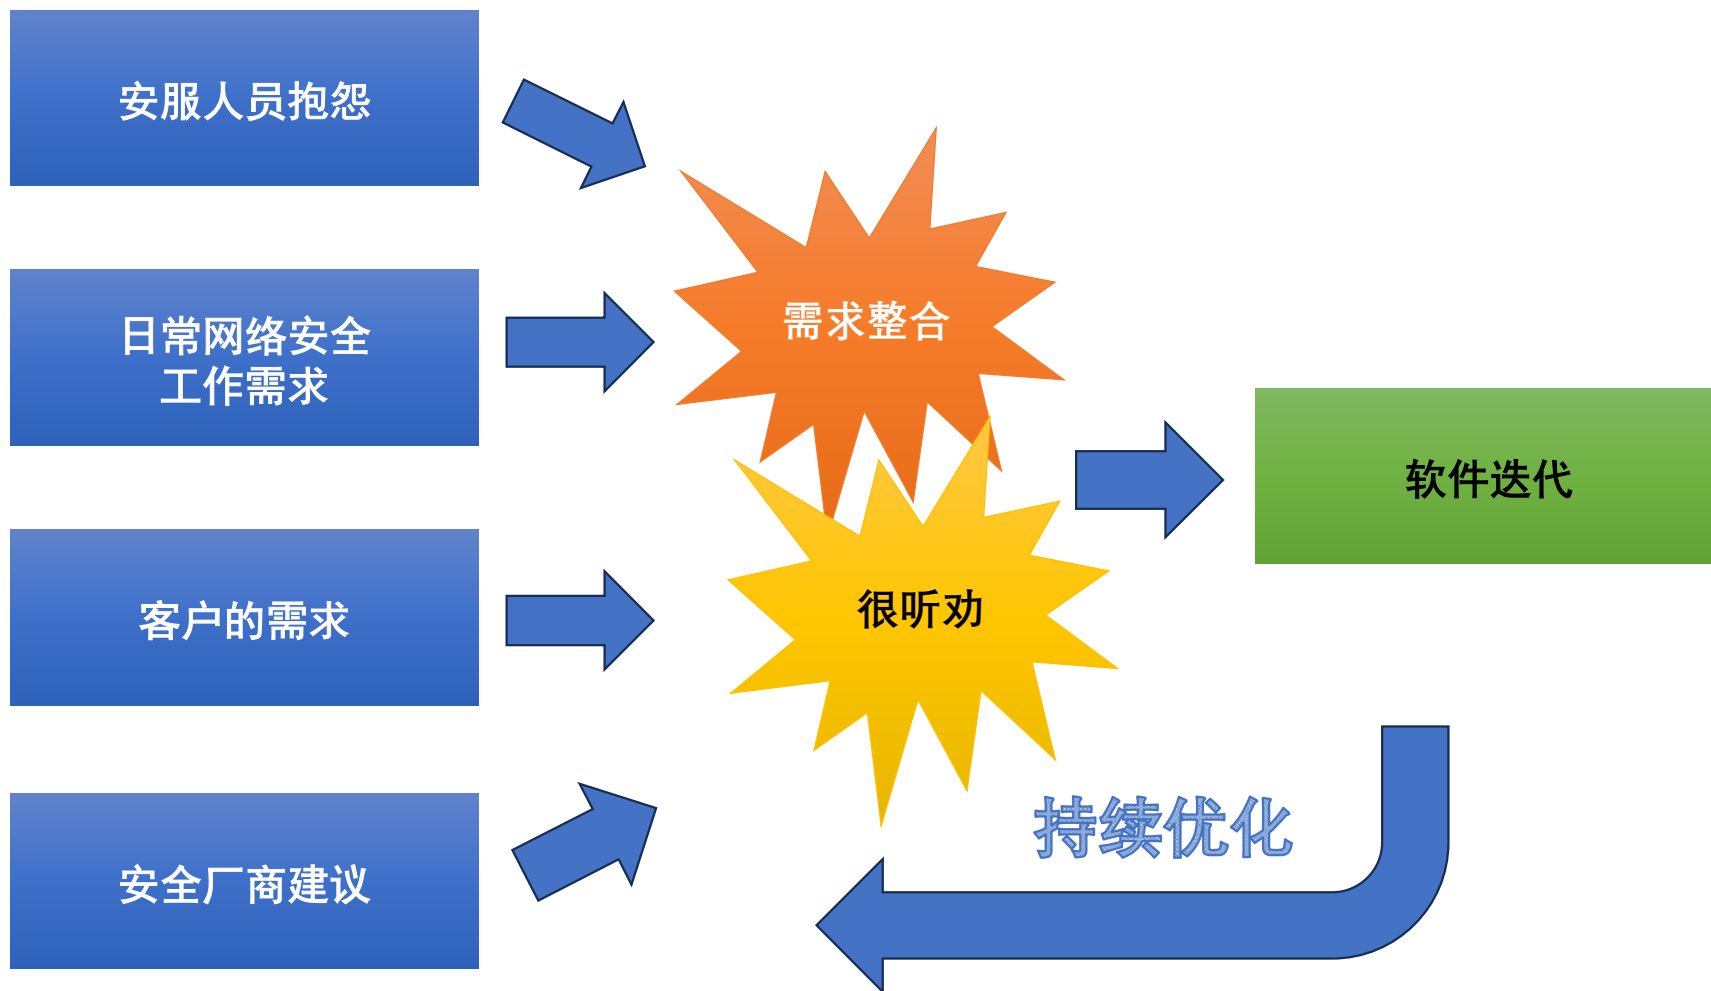 安服人员抱怨
日常网络安全
工作需求
客户的需求
安全厂商建议
需求整合
很听劝
软件迭代
持续优化